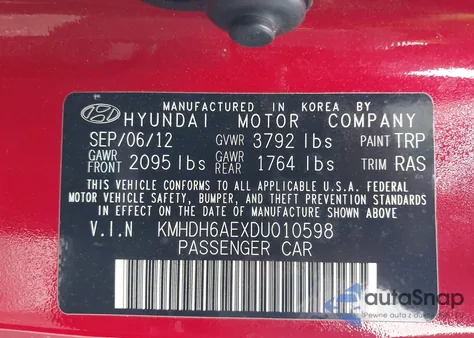 MANUFACTURED IN KOREA BY
HYUNDAI MOTOR COMPANY
SEP/06/12 GVWR 3792 lbs PAINT TRP
GAWR FRONT 2095 lbs GAWR REAR 1764 lbs TRIM RAS
THIS VEHICLE CONFORMS TO ALL APPLICABLE U.S.A. FEDERAL
MOTOR VEHICLE SAFETY, BUMPER, AND THEFT PREVENTION STANDARDS
IN EFFECT ON THE DATE OF MANUFACTURE SHOWN ABOVE.
V.I.N KMHDH6AEXDU010598
PASSENGER CAR
autoSnap